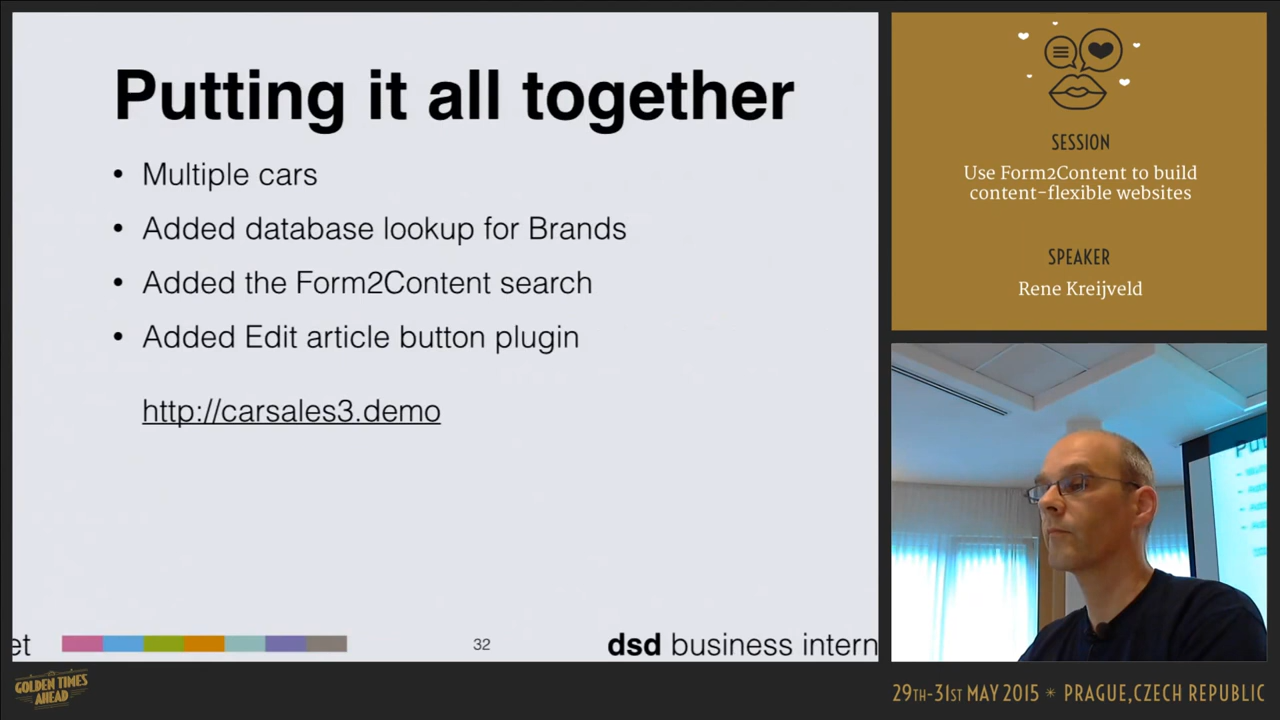 Putting it all together
• Multiple cars
• Added database lookup for Brands
• Added the Form2Content search
• Added Edit article button plugin
http://carsales3.demo
et
32
dsd business intern
SESSION
Use Form2Content to build
content-flexible websites
SPEAKER
Rene Kreijveld
GOLDEN TIMES
AHEAD
29TH-31ST MAY 2015 * PRAGUE, CZECH REPUBLIC